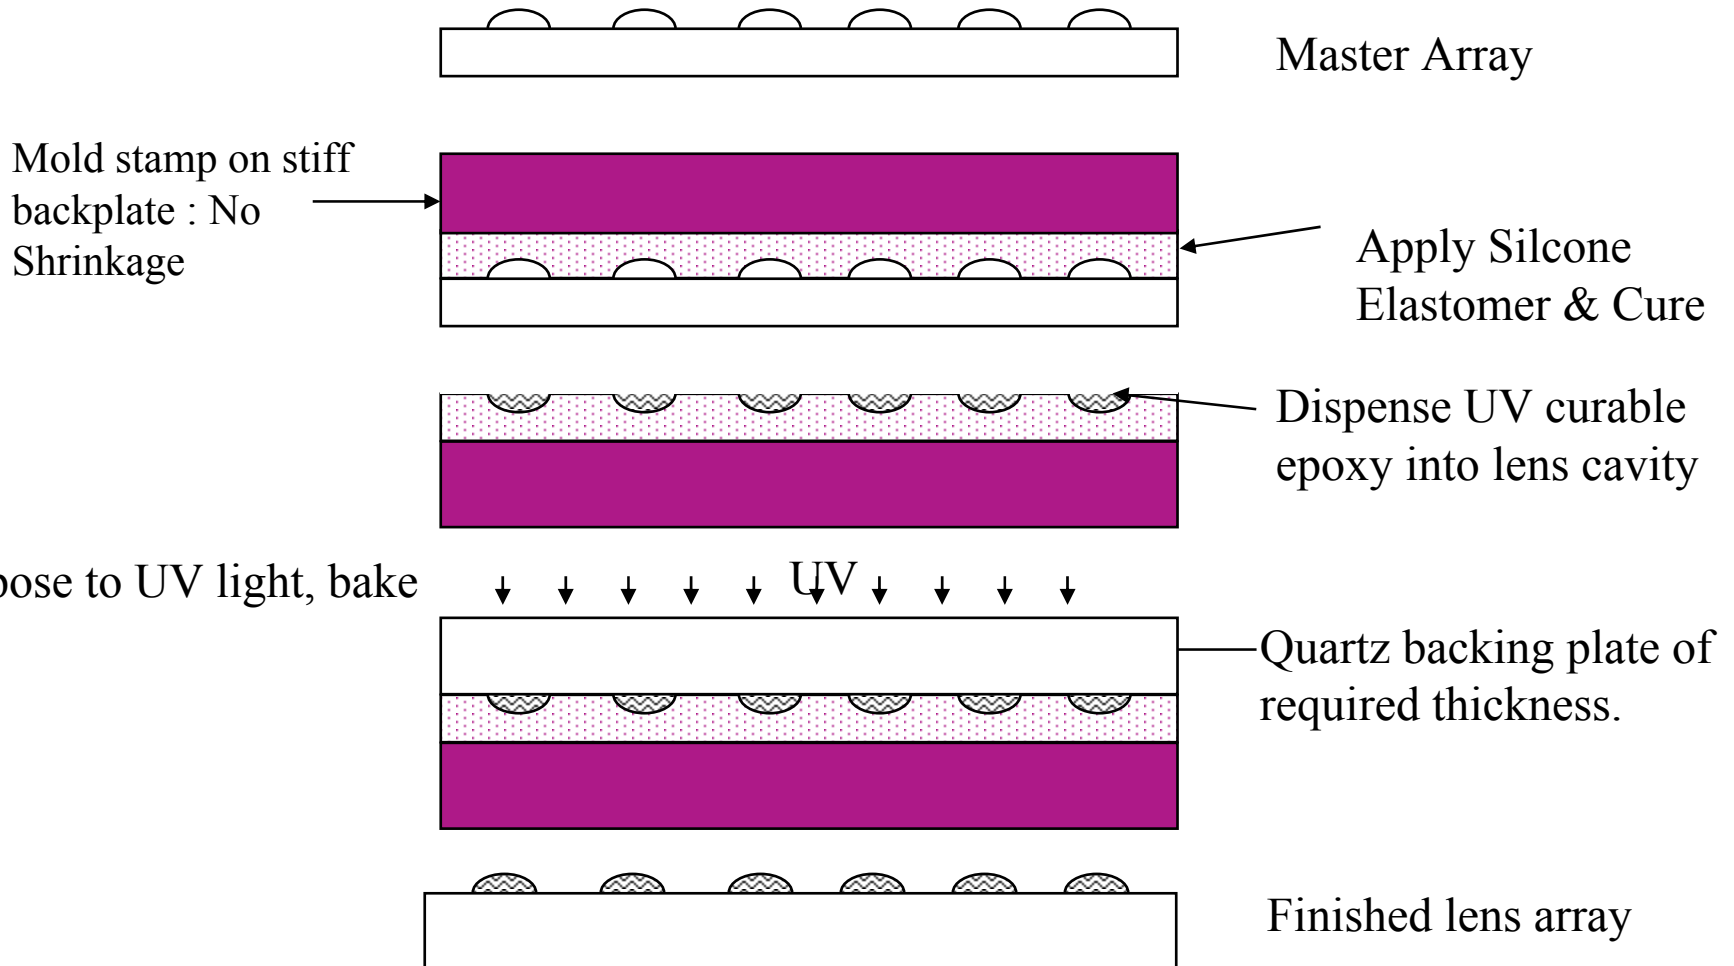 Master Array
Mold stamp on stiff
backplate : No
Shrinkage
Apply Silcone
Elastomer & Cure
Dispense UV curable
epoxy into lens cavity
to UV light, bake
UV
Quartz backing plate of
required thickness.
Finished lens array